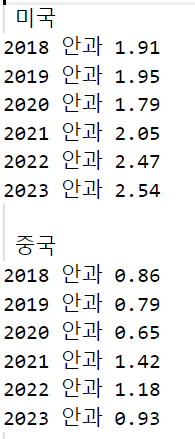 미국
2018 안과 1.91
2019 안과 1.95
2020 안과 1.79
2021 안과 2.05
2022 안과 2.47
2023 안과 2.54
중국
2018 안과 0.86
2019 안과 0.79
2020 안과 0.65
2021 안과 1.42
2022 안과 1.18
2023 안과 0.93